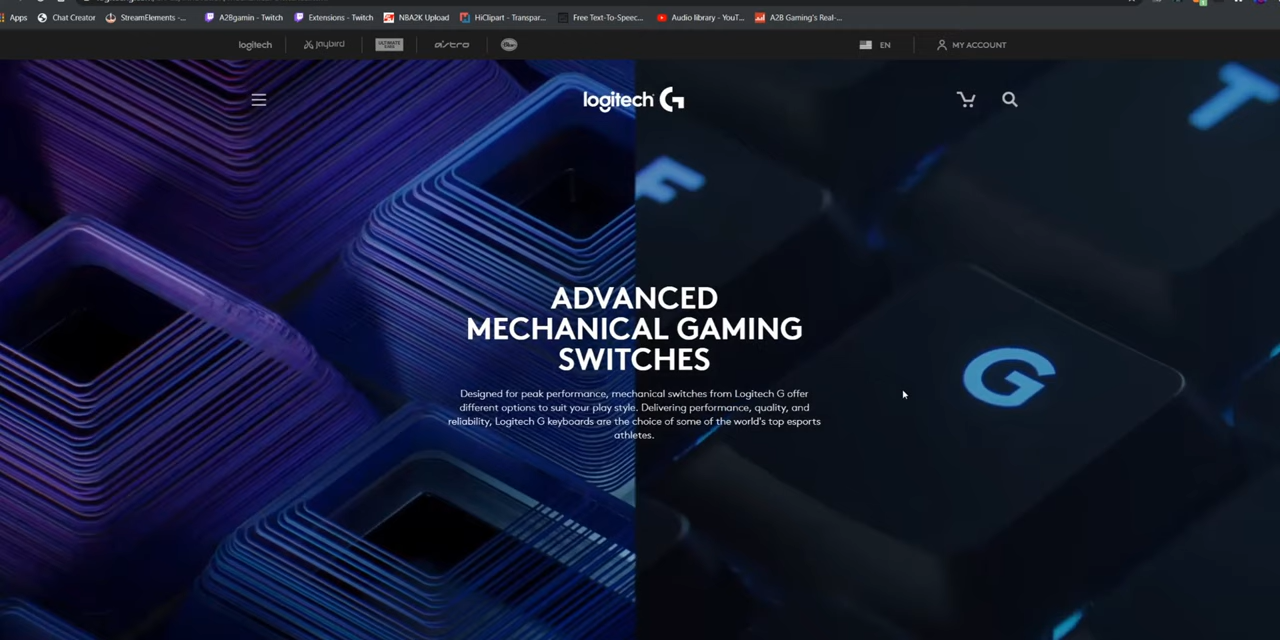 Apps Chat Creator StreamElements -... A2Bgamin - Twitch Extensions - Twitch NBA2K Upload HiClipart - Transpar... Free Text-To-Speec... Audio library - YouT... A2B Gaming's Real-...
logitech jaybird ULTIMATE EARS ASTRO Blue EN MY ACCOUNT
logitech G
T
F
ADVANCED
MECHANICAL GAMING
SWITCHES
G
Designed for peak performance, mechanical switches from Logitech G offer
different options to suit your play style. Delivering performance, quality, and
reliability, Logitech G keyboards are the choice of some of the world's top esports
athletes.